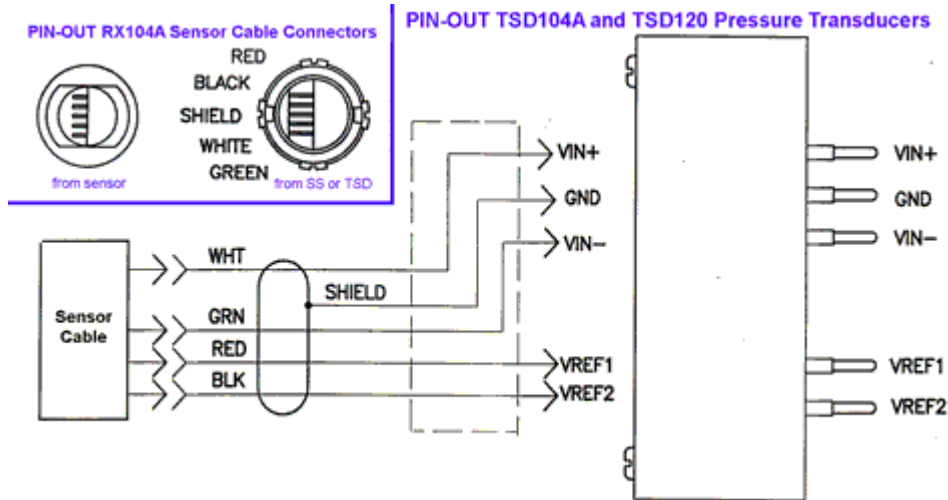 PIN-OUT RX104A Sensor Cable Connectors
RED
BLACK
SHIELD
WHITE
GREEN
from sensor
from SS or TSD
PIN-OUT TSD104A and TSD120 Pressure Transducers
Sensor
Cable
WHT
SHIELD
GRN
RED
BLK
VIN+
GND
VIN−
VREF1
VREF2
VIN+
GND
VIN−
VREF1
VREF2